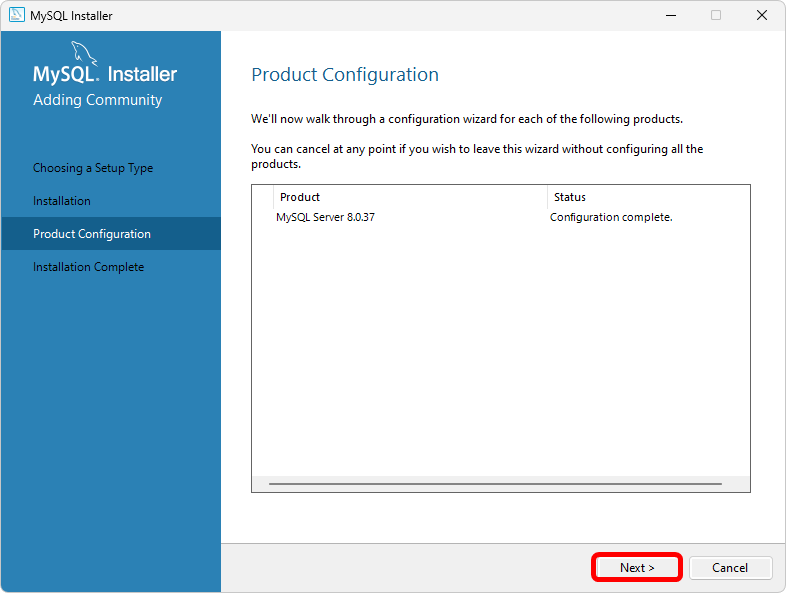 MySQL Installer
MySQL. Installer
Adding Community
Choosing a Setup Type
Installation
Product Configuration
Installation Complete
Product Configuration
We'll now walk through a configuration wizard for each of the following products.
You can cancel at any point if you wish to leave this wizard without configuring all the
products.
Product Status
MySQL Server 8.0.37 Configuration complete.
Next > Cancel